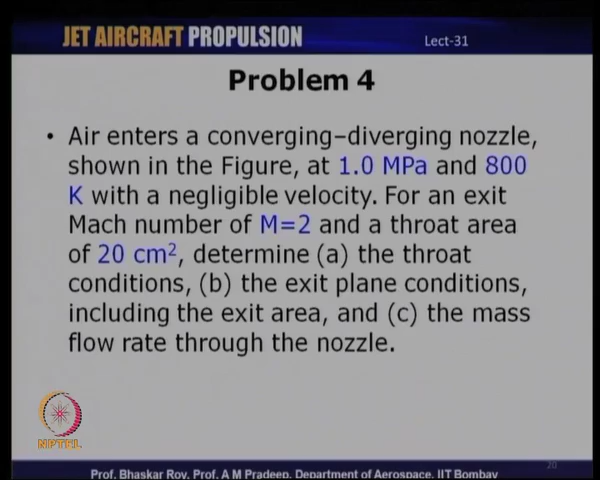 JET AIRCRAFT PROPULSION
Lect-31
Problem 4
• Air enters a converging–diverging nozzle,
shown in the Figure, at 1.0 MPa and 800
K with a negligible velocity. For an exit
Mach number of M=2 and a throat area
of 20 cm², determine (a) the throat
conditions, (b) the exit plane conditions,
including the exit area, and (c) the mass
flow rate through the nozzle.
NPTEL
20
Prof. Bhaskar Roy, Prof. A M Pradeep, Department of Aerospace, IIT Bombay